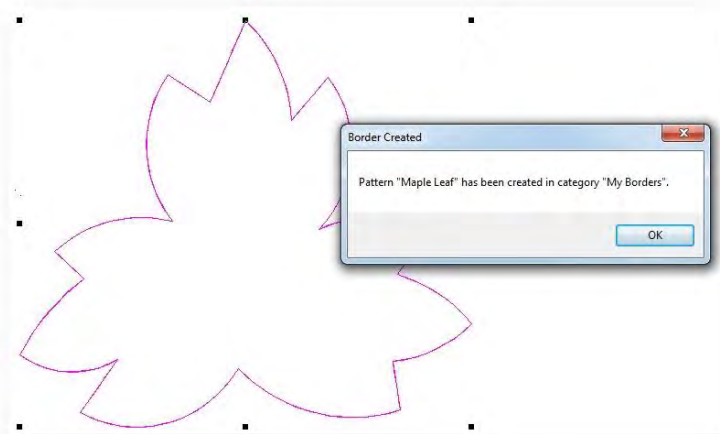 Border Created
Pattern "Maple Leaf" has been created in category "My Borders".
OK